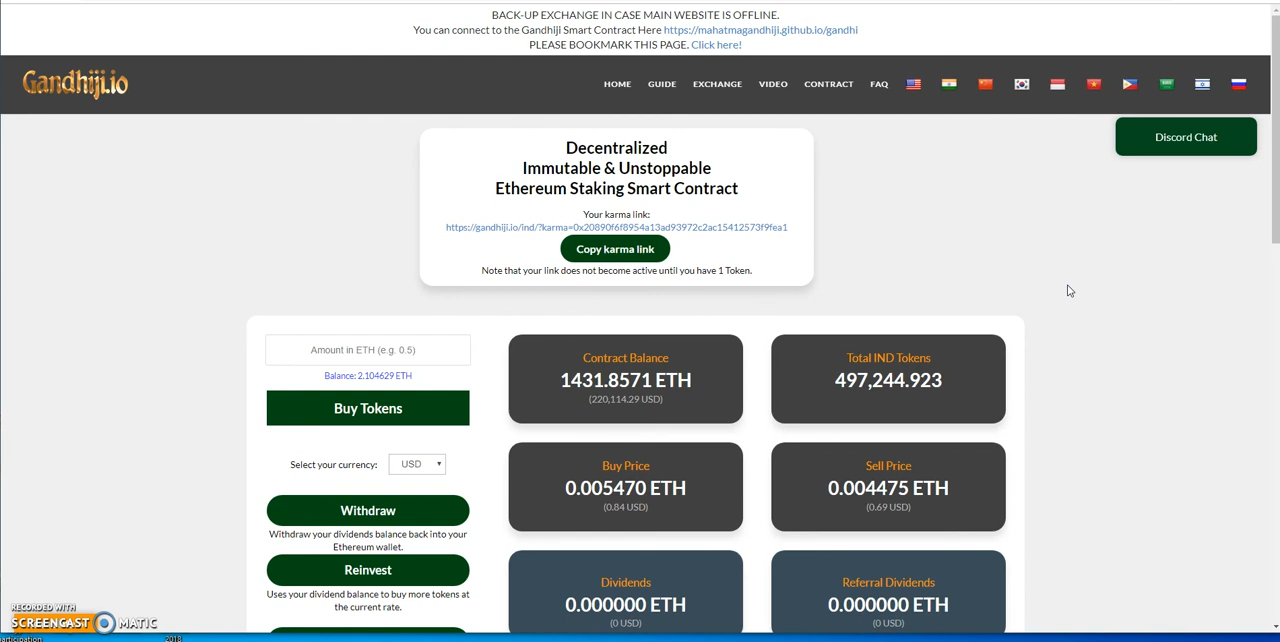 BACK-UP EXCHANGE IN CASE MAIN WEBSITE IS OFFLINE.
You can connect to the Gandhiji Smart Contract Here https://mahatmagandhiji.github.io/gandhi
PLEASE BOOKMARK THIS PAGE. Click here!
Gandhiji.io
HOME GUIDE EXCHANGE VIDEO CONTRACT FAQ
Discord Chat
Decentralized
Immutable & Unstoppable
Ethereum Staking Smart Contract
Your karma link:
https://gandhiji.io/ind/?karma=0x20890f6f8954a13ad93972c2ac15412573f9fea1
Copy karma link
Note that your link does not become active until you have 1 Token.
Amount in ETH (e.g. 0.5)
Balance: 2.104629 ETH
Buy Tokens
Select your currency: USD
Withdraw
Withdraw your dividends balance back into your
Ethereum wallet.
Reinvest
Uses your dividend balance to buy more tokens at
the current rate.
Contract Balance
1431.8571 ETH
(220,114.29 USD)
Total IND Tokens
497,244.923
Buy Price
0.005470 ETH
(0.84 USD)
Sell Price
0.004475 ETH
(0.69 USD)
Dividends
0.000000 ETH
(0 USD)
Referral Dividends
0.000000 ETH
(0 USD)
RECORDED WITH
SCREENCAST MATIC
articipation 2018